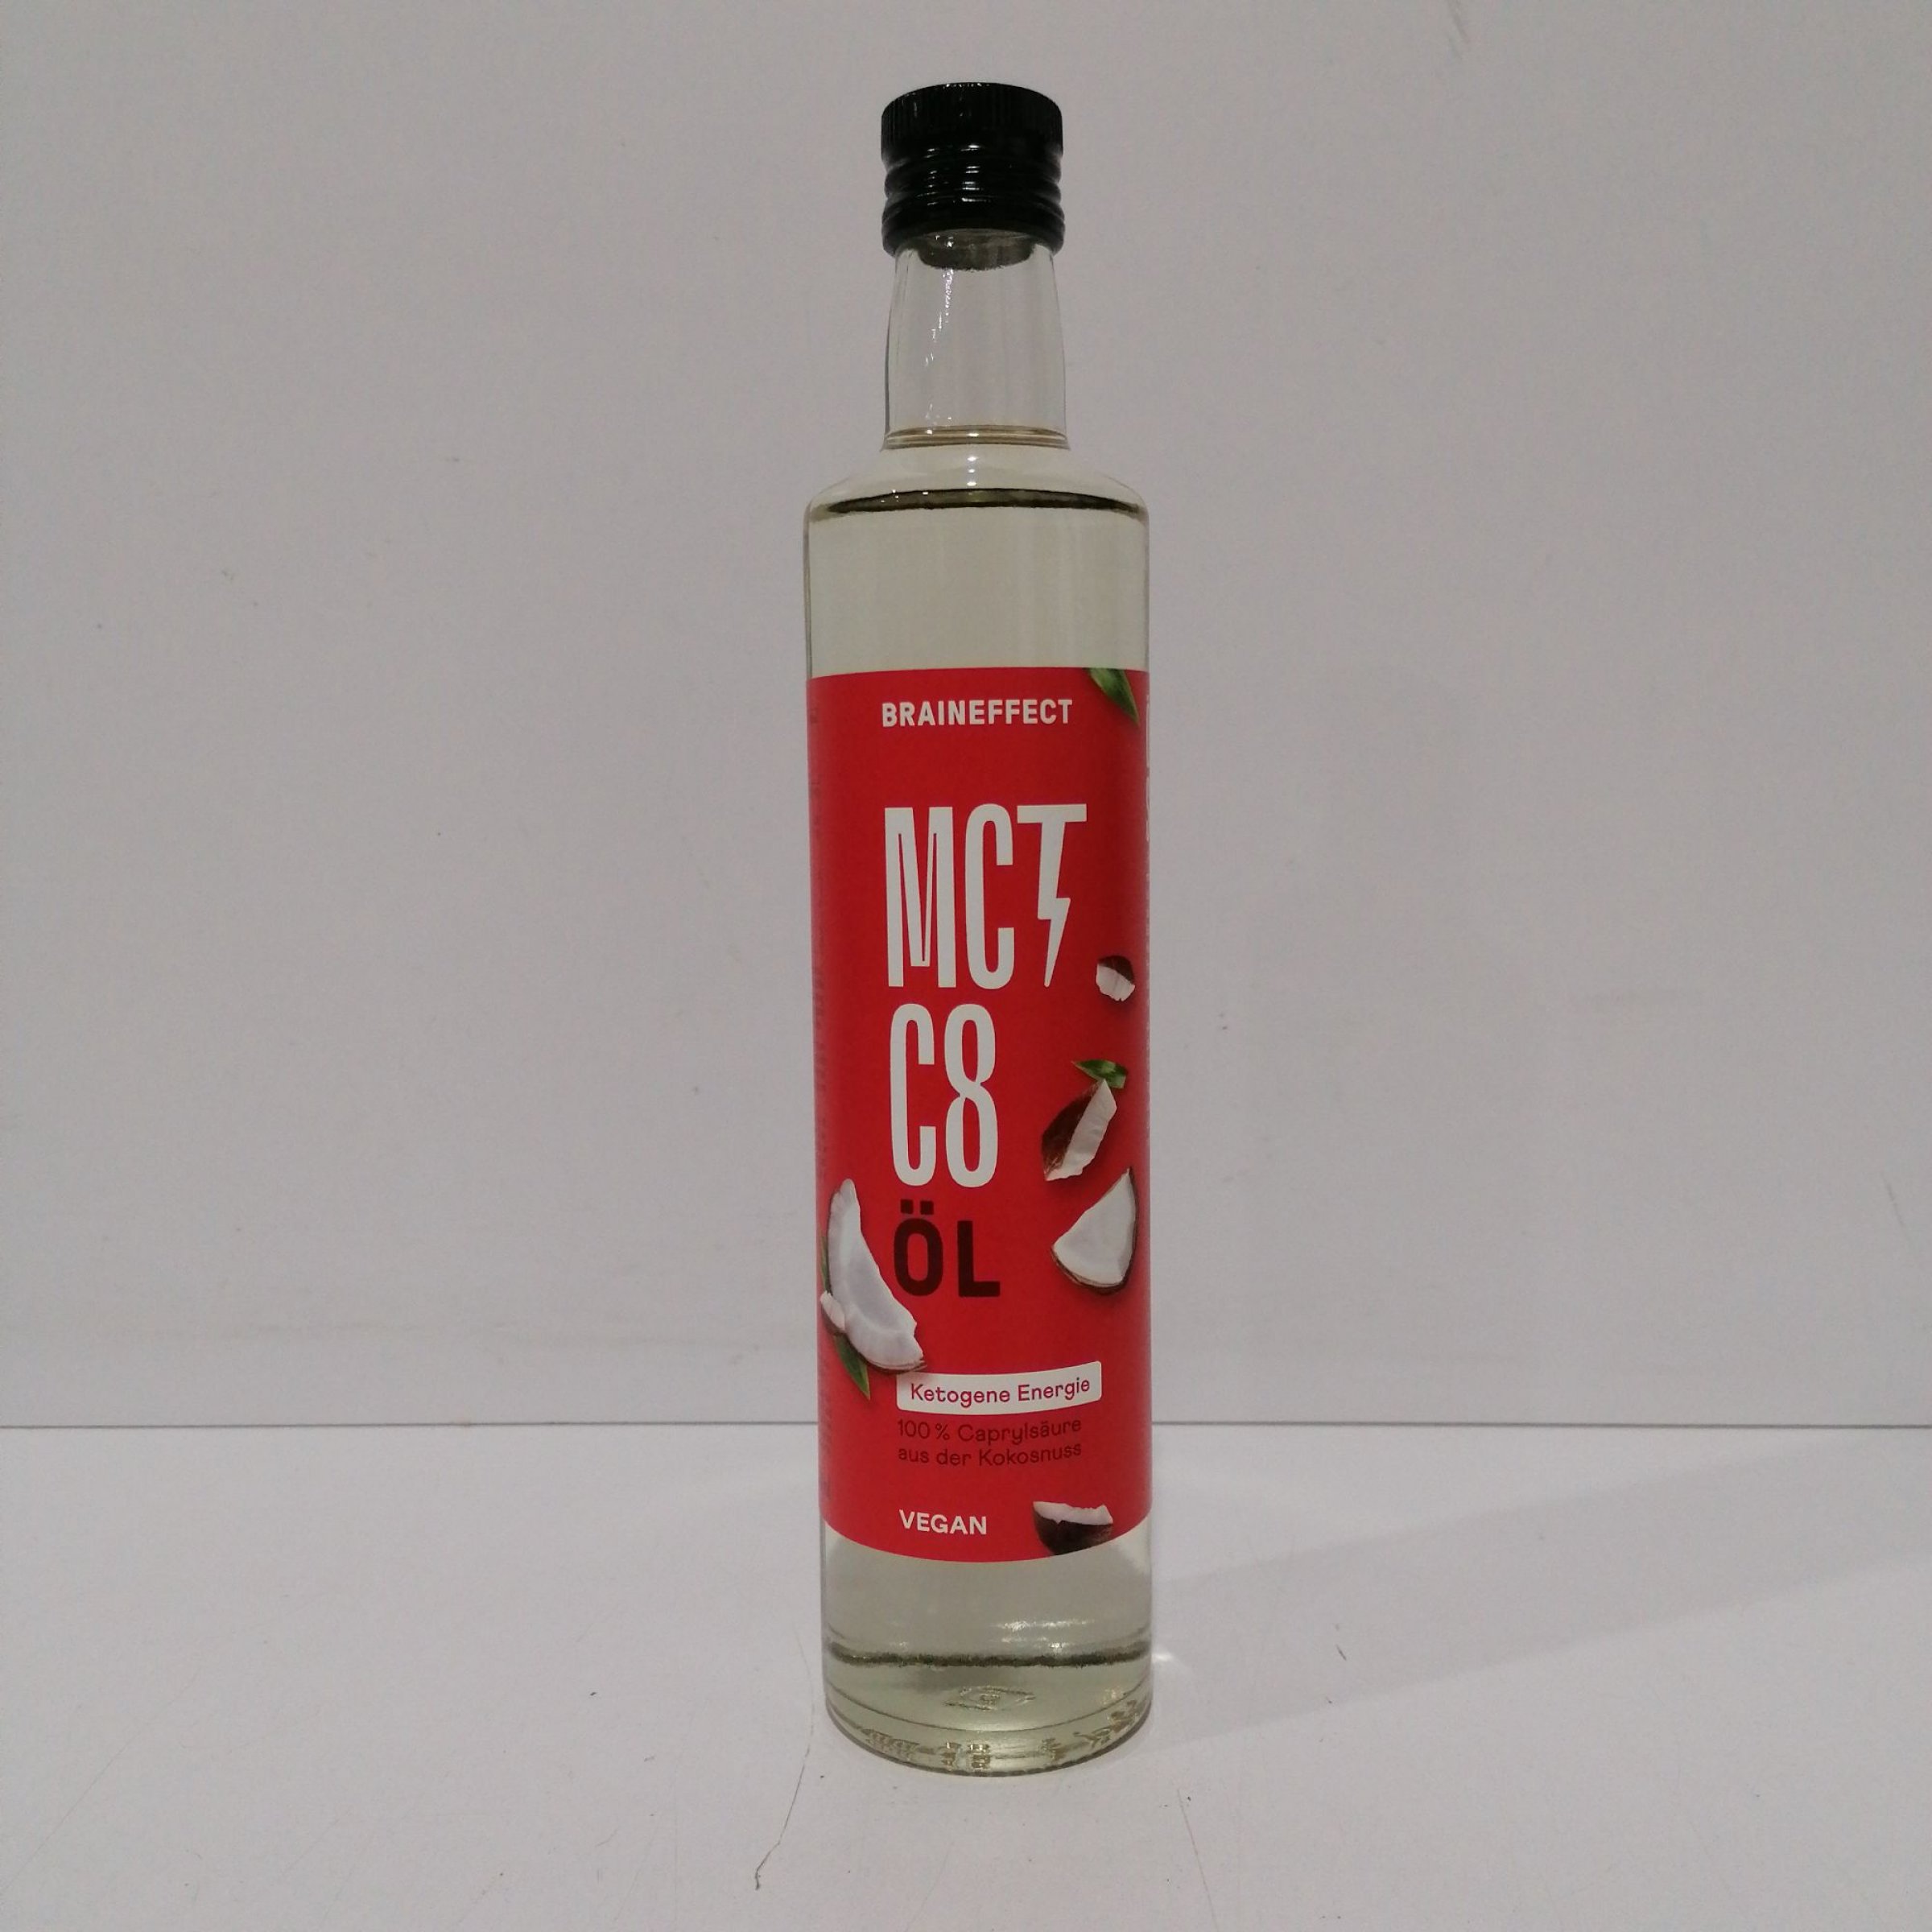 BRAINEFFECT
MCT
C8
ÖL
Ketogene Energie
100 % Caprylsäure
aus der Kokosnuss
VEGAN